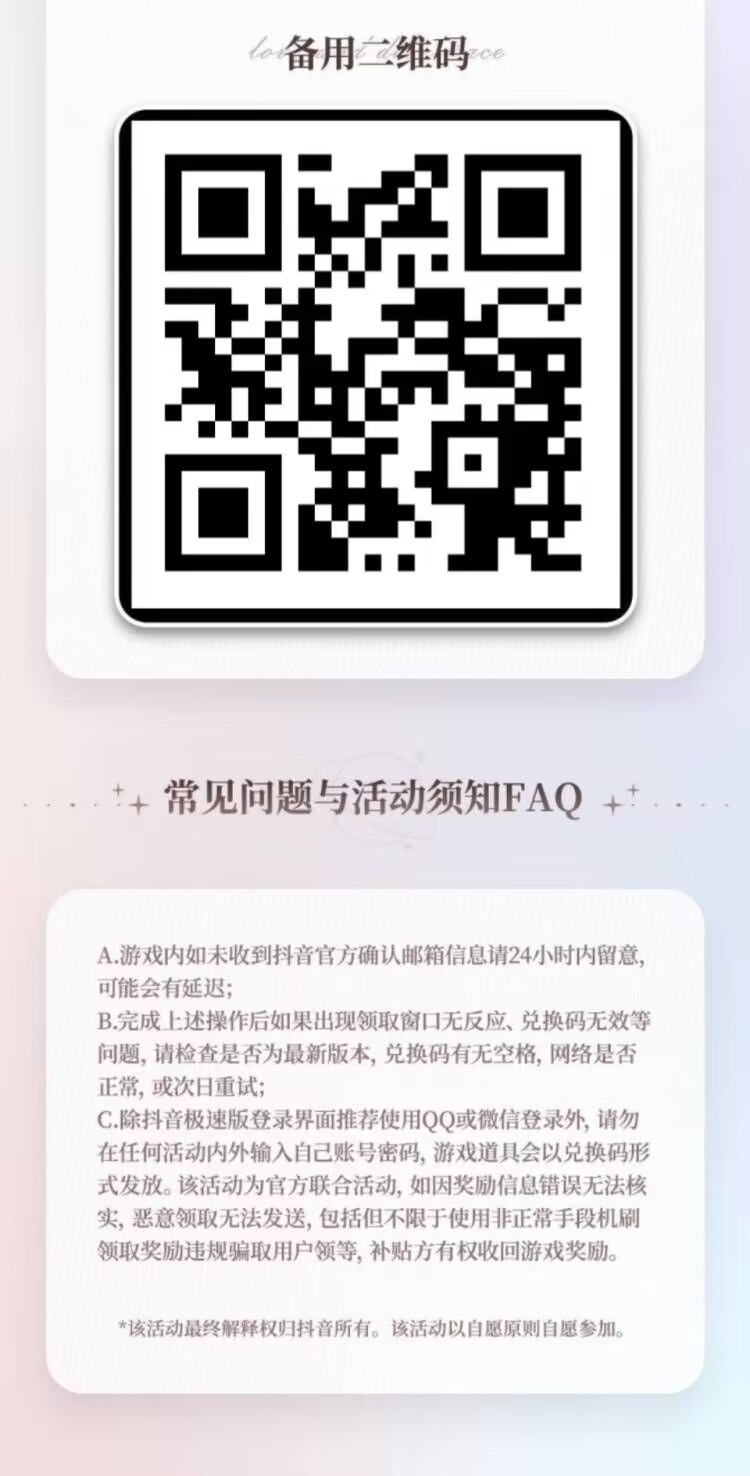 备用二维码
常见问题与活动须知FAQ
A.游戏内如未收到抖音官方确认邮箱信息请24小时内留意,
可能会有延迟;
B.完成上述操作后如果出现领取窗口无反应、兑换码无效等
问题, 请检查是否为最新版本, 兑换码有无空格, 网络是否
正常, 或次日重试;
C.除抖音极速版登录界面推荐使用QQ或微信登录外, 请勿
在任何活动内外输入自己账号密码, 游戏道具会以兑换码形
式发放。该活动为官方联合活动, 如因奖励信息错误无法核
实, 恶意领取无法发送, 包括但不限于使用非正常手段机刷
领取奖励违规骗取用户领等, 补贴方有权收回游戏奖励。
*该活动最终解释权归抖音所有。该活动以自愿原则自愿参加。